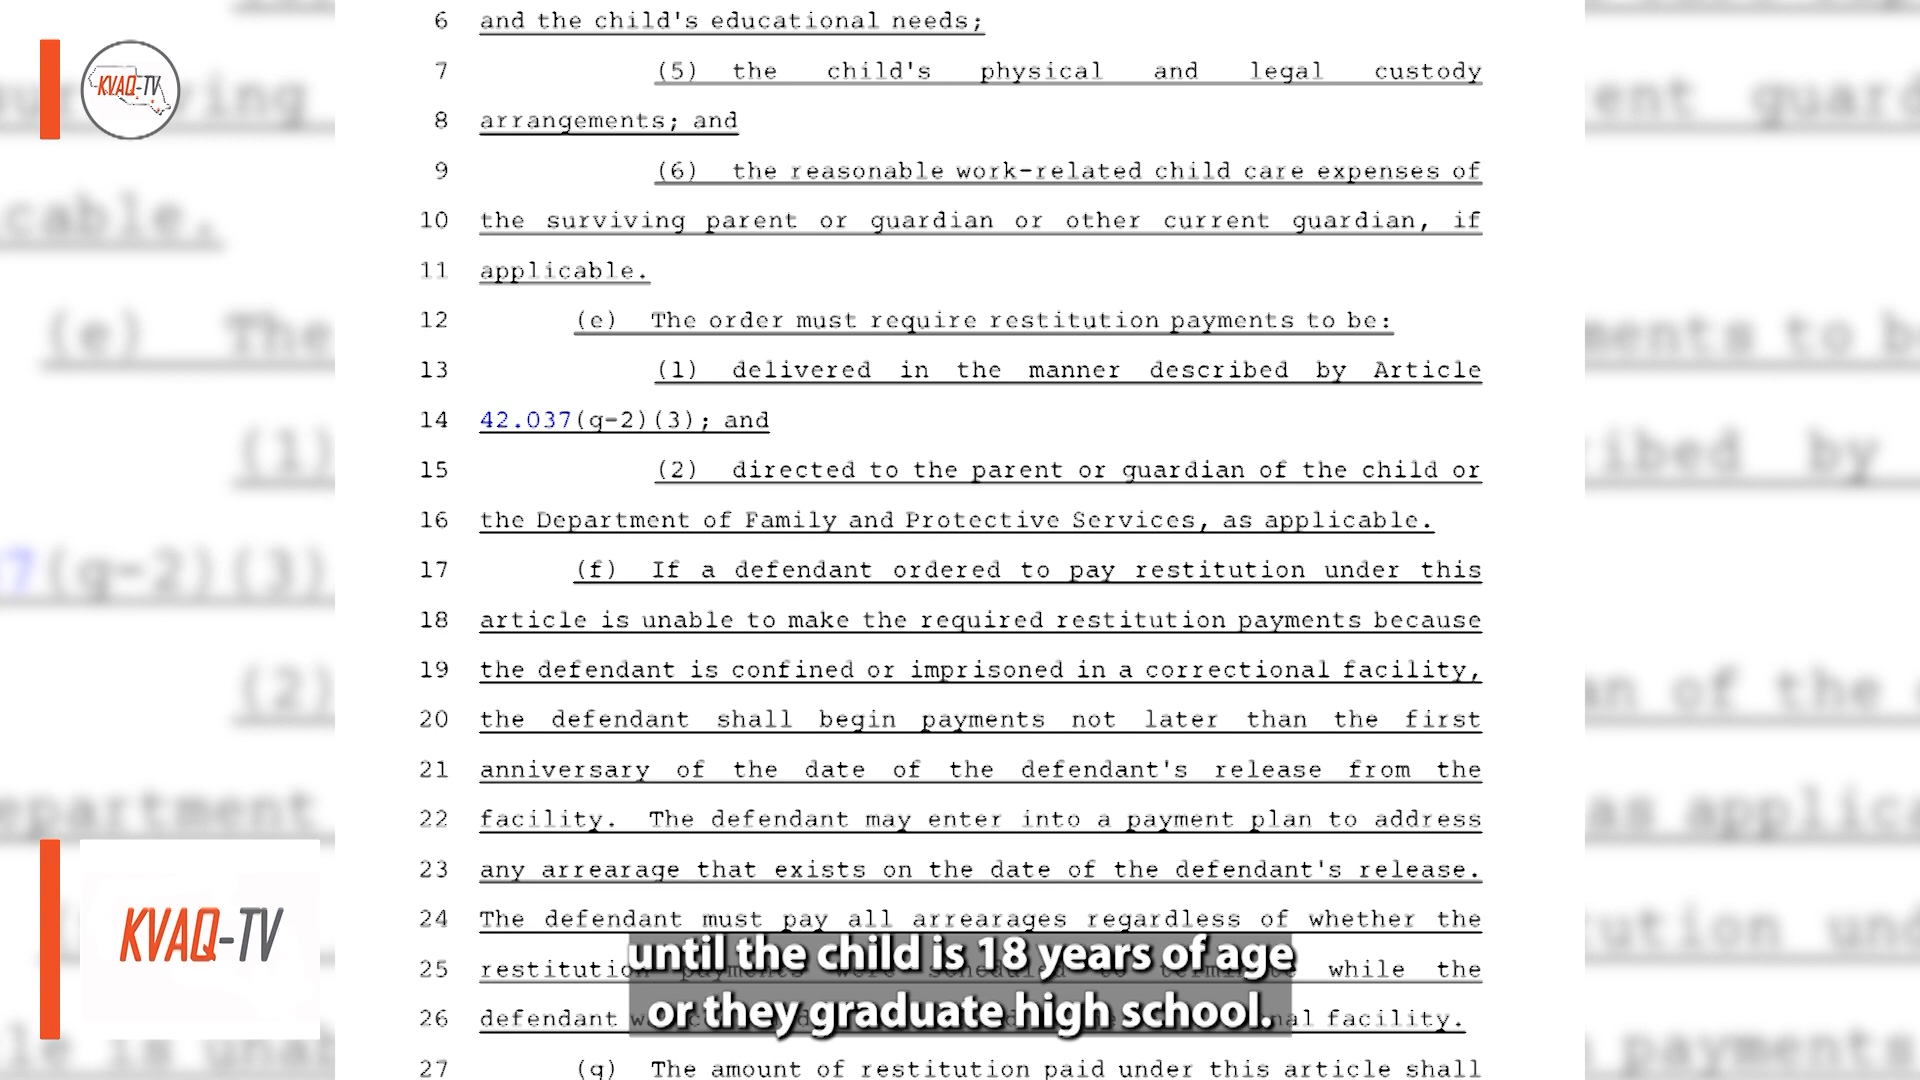 KVAQ-TV
6 and the child's educational needs;
7 (5) the child's physical and legal custody
8 arrangements; and
9 (6) the reasonable work-related child care expenses of
10 the surviving parent or guardian or other current guardian, if
11 applicable.
12 (e) The order must require restitution payments to be:
13 (1) delivered in the manner described by Article
14 42.037(g-2)(3); and
15 (2) directed to the parent or guardian of the child or
16 the Department of Family and Protective Services, as applicable.
17 (f) If a defendant ordered to pay restitution under this
18 article is unable to make the required restitution payments because
19 the defendant is confined or imprisoned in a correctional facility,
20 the defendant shall begin payments not later than the first
21 anniversary of the date of the defendant's release from the
22 facility. The defendant may enter into a payment plan to address
23 any arrearage that exists on the date of the defendant's release.
24 The defendant must pay all arrearages regardless of whether the
25 restitution payments were scheduled to terminate while the
26 defendant facility.
27 (g) The amount of restitution paid under this article shall
KVAQ-TV
until the child is 18 years of age
or they graduate high school.